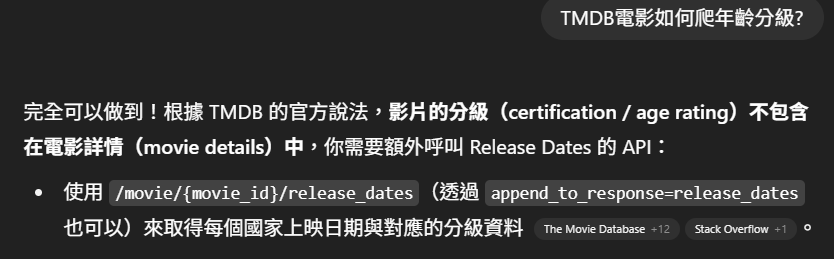 TMDB電影如何爬年齡分級?
完全可以做到！根據 TMDB 的官方說法，影片的分級（certification / age rating）不包含
在電影詳情（movie details）中，你需要額外呼叫 Release Dates 的 API：
• 使用 /movie/{movie_id}/release_dates（透過 append_to_response=release_dates
也可以）來取得每個國家上映日期與對應的分級資料 The Movie Database +12 Stack Overflow +1 。